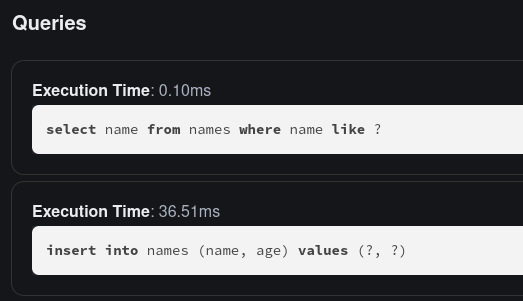 Queries
Execution Time: 0.10ms
select name from names where name like ?
Execution Time: 36.51ms
insert into names (name, age) values (?, ?)